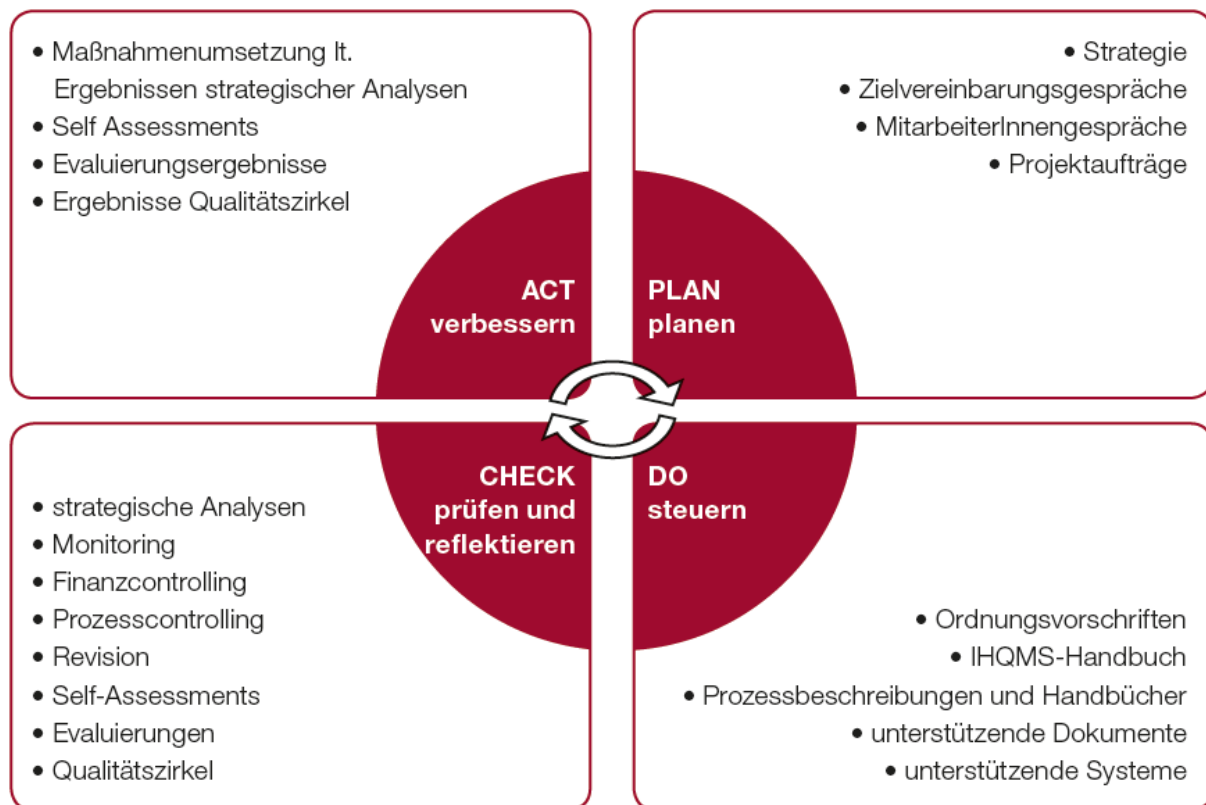 • Maßnahmenumsetzung lt.
Ergebnissen strategischer Analysen
• Self Assessments
• Evaluierungsergebnisse
• Ergebnisse Qualitätszirkel
• Strategie
• Zielvereinbarungsgespräche
• MitarbeiterInnengespräche
• Projektaufträge
ACT
verbessern
PLAN
planen
CHECK
prüfen und
reflektieren
DO
steuern
• strategische Analysen
• Monitoring
• Finanzcontrolling
• Prozesscontrolling
• Revision
• Self-Assessments
• Evaluierungen
• Qualitätszirkel
• Ordnungsvorschriften
• IHQMS-Handbuch
• Prozessbeschreibungen und Handbücher
• unterstützende Dokumente
• unterstützende Systeme